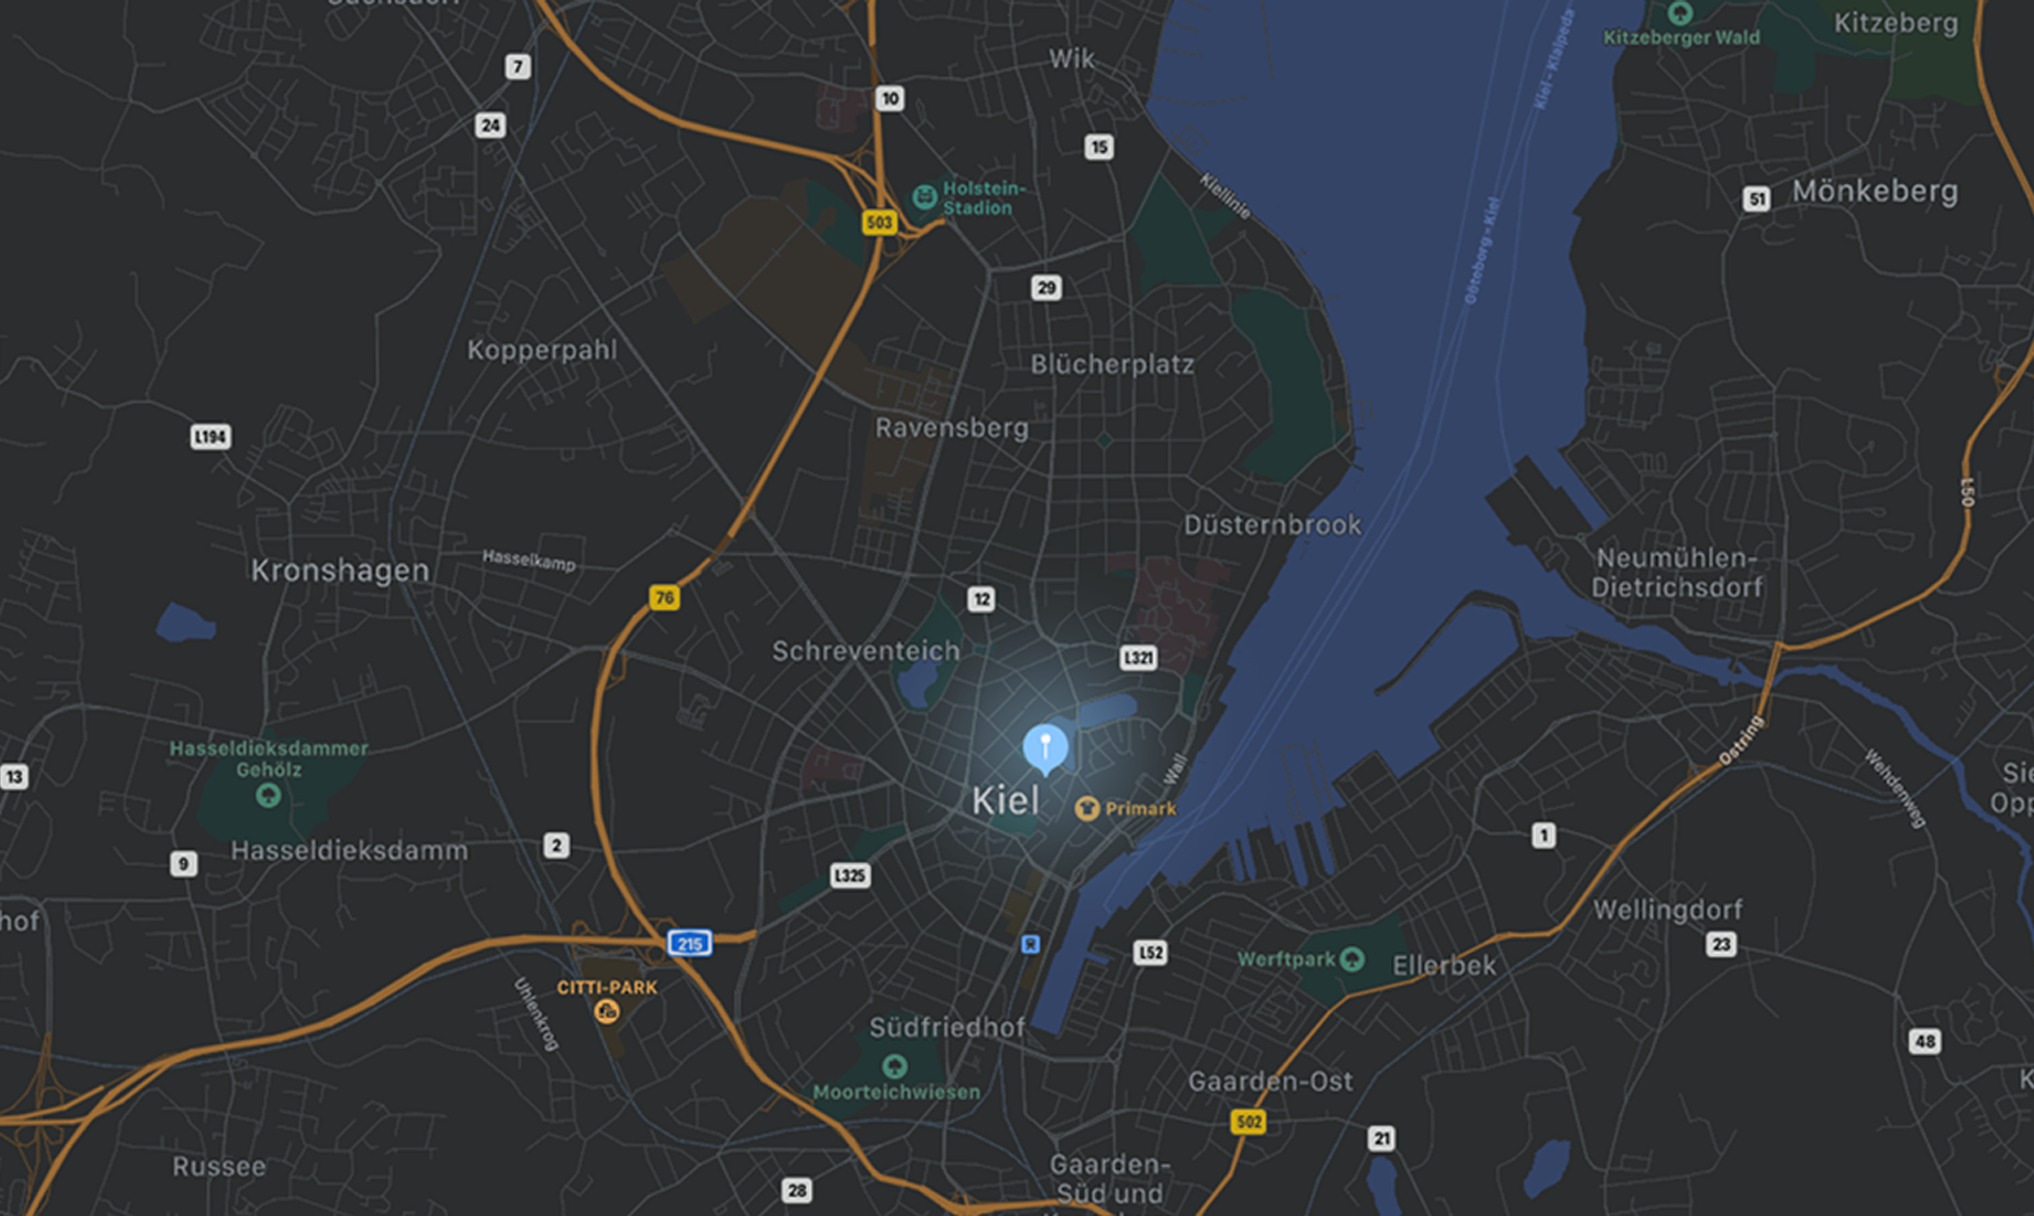 Kitzeberg
Kitzeberger Wald
Wik
7
10
24
15
Kiel - Klaipeda
Holstein-
Stadion
Kiellinie
51
Mönkeberg
503
Göteborg - Kiel
29
Kopperpahl
Blücherplatz
L194
Ravensberg
L50
Düsternbrook
Kronshagen
Hasselkamp
Neumühlen-
Dietrichsdorf
76
12
Schreventeich
L321
Hasseldieksdammer
Gehölz
13
Ostring
Wall
Wehdenweg
Sie
Opp
Kiel
Primark
2
1
Hasseldieksdamm
9
L325
hof
Wellingdorf
215
23
L52
Werftpark
Ellerbek
CITTI-PARK
Uhlenkrog
Südfriedhof
48
Moorteichwiesen
Gaarden-Ost
K
502
21
Russee
Gaarden-
Süd und
28